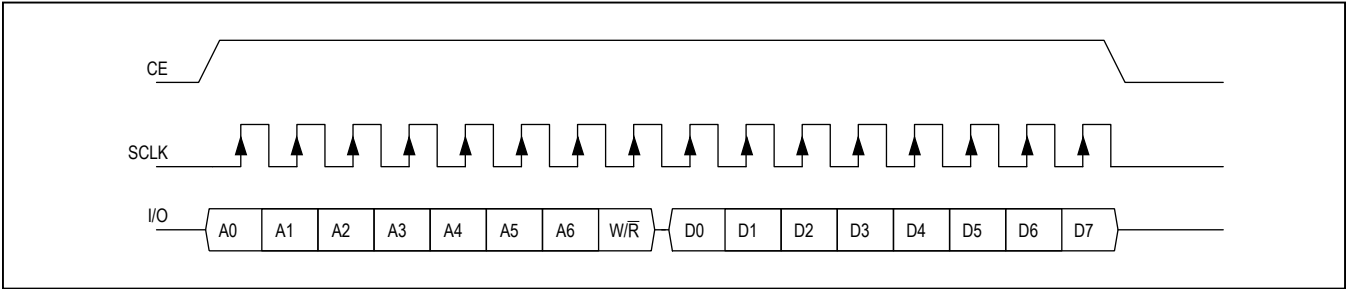 CE
SCLK
I/O A0 A1 A2 A3 A4 A5 A6 W/R̅ D0 D1 D2 D3 D4 D5 D6 D7